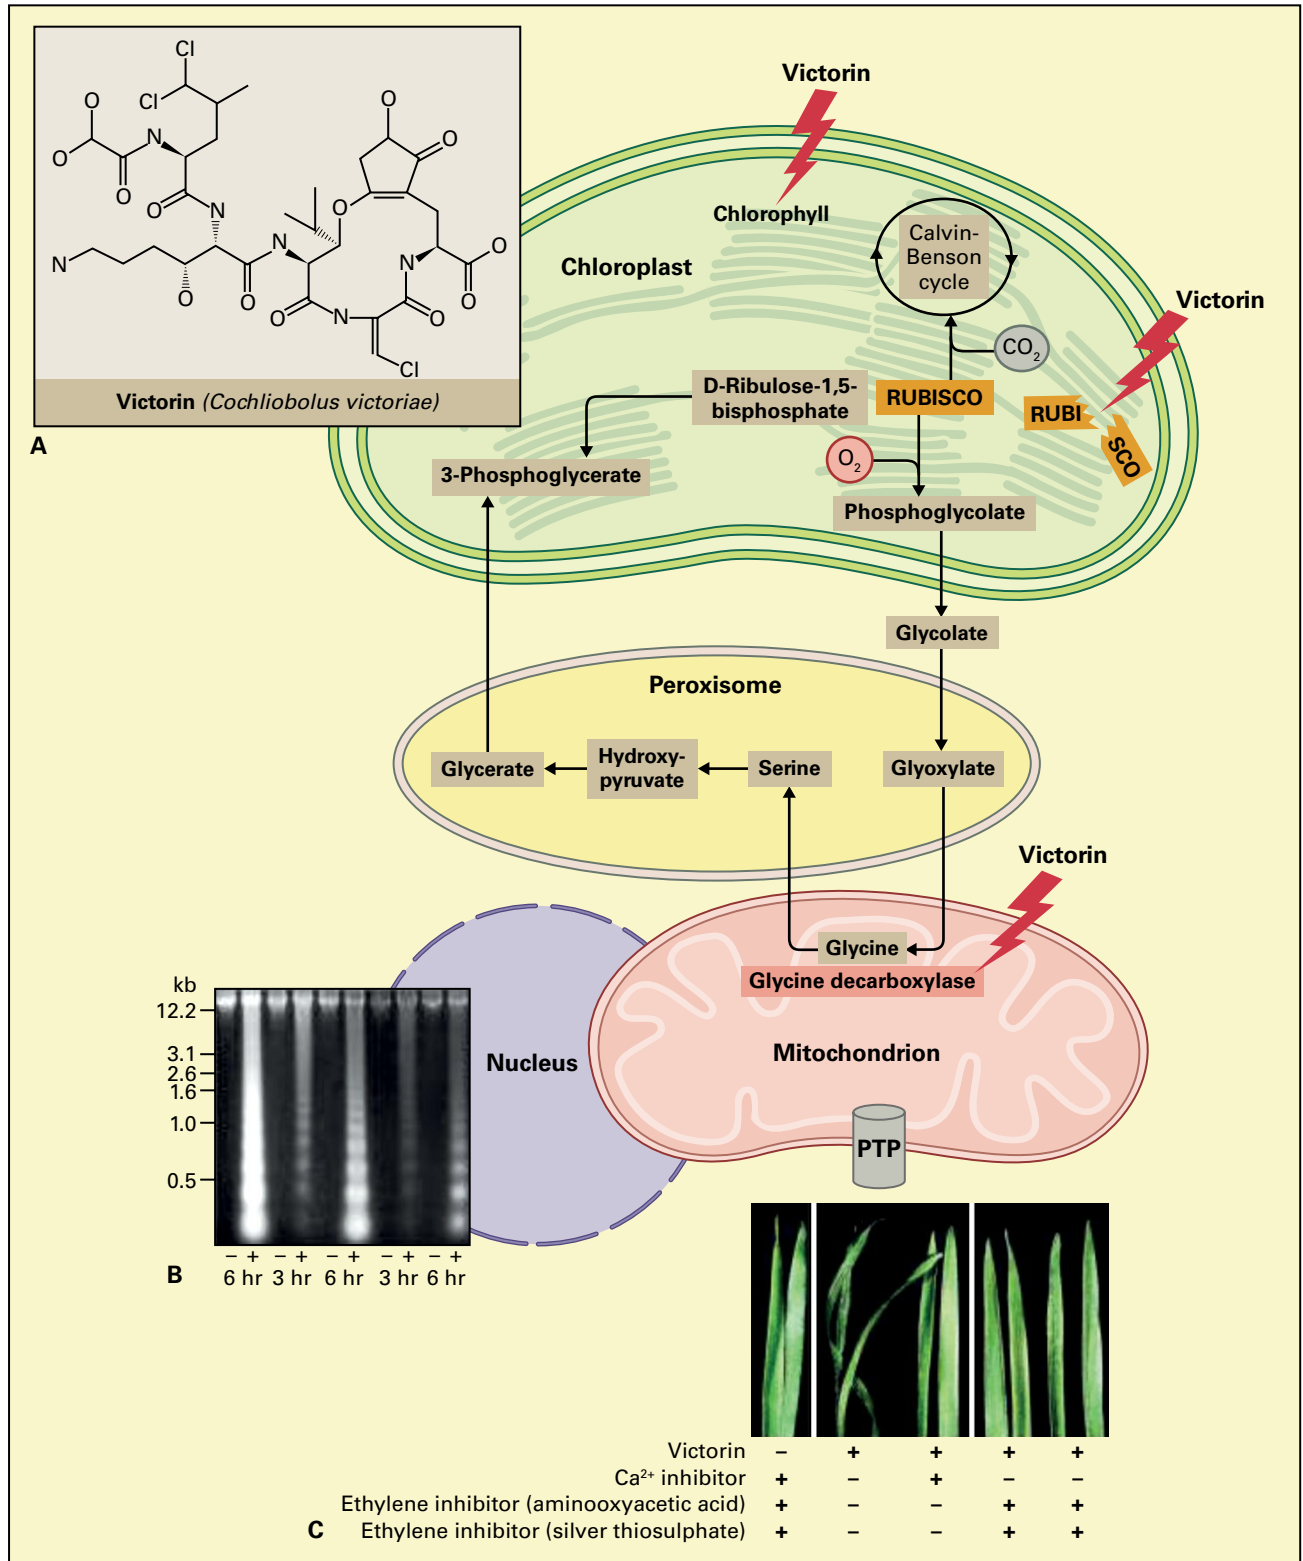 Cl
Cl
O
O
N
O
O
N
N
O
O
N
O
O
O
N
O
O
O
N
O
Cl
Victorin (Cochliobolus victoriae)
A
Victorin
Chlorophyll
Chloroplast
Calvin-
Benson
cycle
Victorin
CO2
D-Ribulose-1,5-
bisphosphate
RUBISCO
RUBI
SCO
O2
3-Phosphoglycerate
Phosphoglycolate
Glycolate
Peroxisome
Glycerate
Hydroxy-
pyruvate
Serine
Glyoxylate
Victorin
Glycine
Glycine decarboxylase
Mitochondrion
Nucleus
PTP
kb
12.2
3.1
2.6
1.6
1.0
0.5
– + – + – + – + – +
6 hr 3 hr 6 hr 3 hr 6 hr
B
Victorin – + + + +
Ca2+ inhibitor + – + – –
Ethylene inhibitor (aminooxyacetic acid) + – – + +
C Ethylene inhibitor (silver thiosulphate) + – – + +